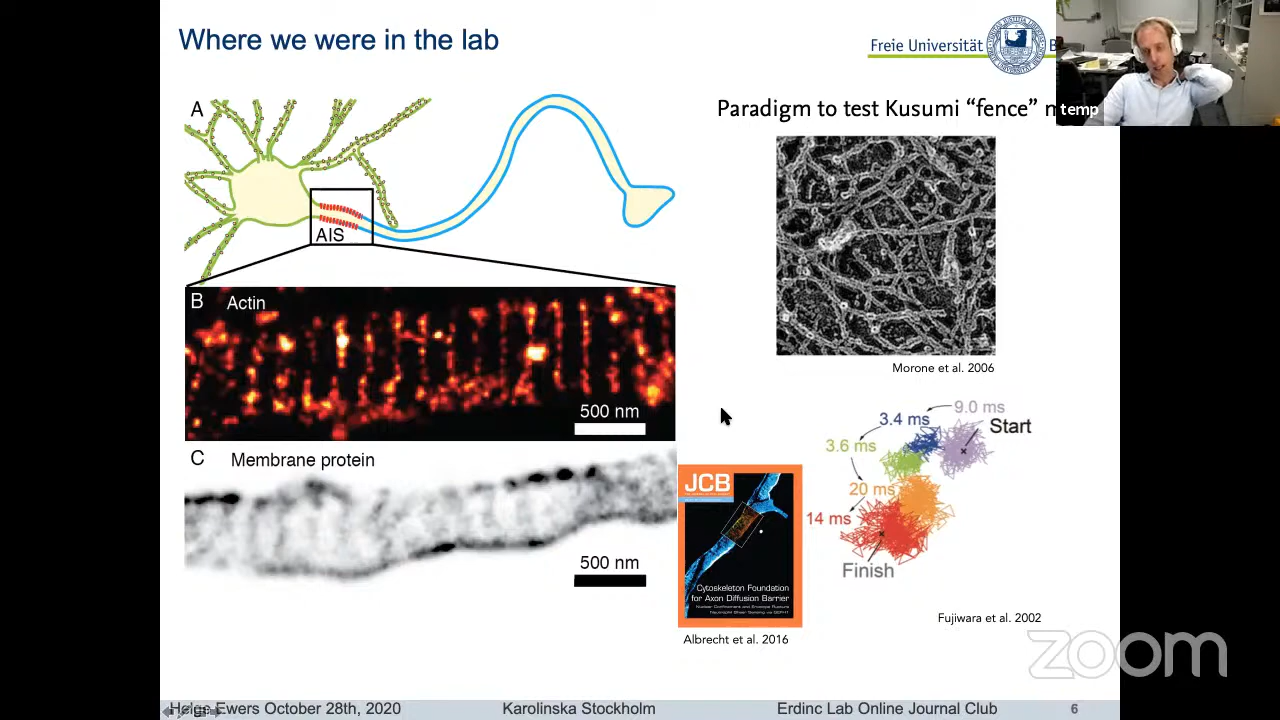 Where we were in the lab
Freie Universität
B
temp
Paradigm to test Kusumi “fence” m
A
AIS
B Actin
500 nm
C Membrane protein
500 nm
Morone et al. 2006
9.0 ms
3.4 ms
Start
3.6 ms
20 ms
14 ms
Finish
Fujiwara et al. 2002
JCB
Cytoskeleton Foundation
for Axon Diffusion Barrier
Albrecht et al. 2016
zoom
Helge Ewers October 28th, 2020
Karolinska Stockholm
Erdinc Lab Online Journal Club
6